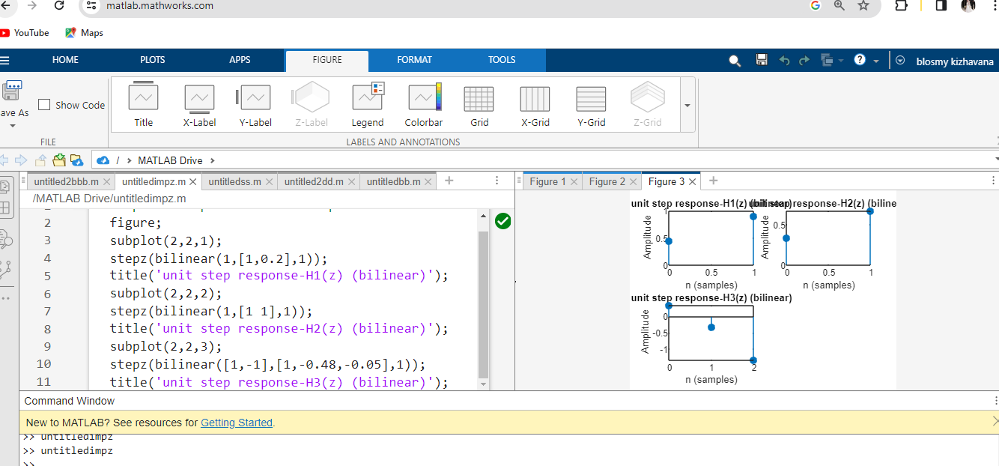 matlab.mathworks.com
YouTube Maps
HOME PLOTS APPS FIGURE FORMAT TOOLS blosmy kizhavana
ave As
Show Code
Title X-Label Y-Label Z-Label Legend Colorbar Grid X-Grid Y-Grid Z-Grid
FILE LABELS AND ANNOTATIONS
/ MATLAB Drive
untitled2bbb.m untitledimpz.m untitledss.m untitled2dd.m untitledbb.m
/MATLAB Drive/untitledimpz.m
2 figure;
3 subplot(2,2,1);
4 stepz(bilinear(1,[1,0.2],1));
5 title('unit step response-H1(z) (bilinear)');
6 subplot(2,2,2);
7 stepz(bilinear(1,[1 1],1));
8 title('unit step response-H2(z) (bilinear)');
9 subplot(2,2,3);
10 stepz(bilinear([1,-1],[1,-0.48,-0.05],1));
11 title('unit step response-H3(z) (bilinear)');
Figure 1 Figure 2 Figure 3
unit step response-H1(z) (bilinear)
1
0.5
0
Amplitude
0 0.5 1
n (samples)
step response-H2(z) (biline
0.5
0
Amplitude
0 0.5 1
n (samples)
unit step response-H3(z) (bilinear)
0
-0.5
-1
Amplitude
0 1 2
n (samples)
Command Window
New to MATLAB? See resources for Getting Started.
>> untitledimpz
>> untitledimpz
>>